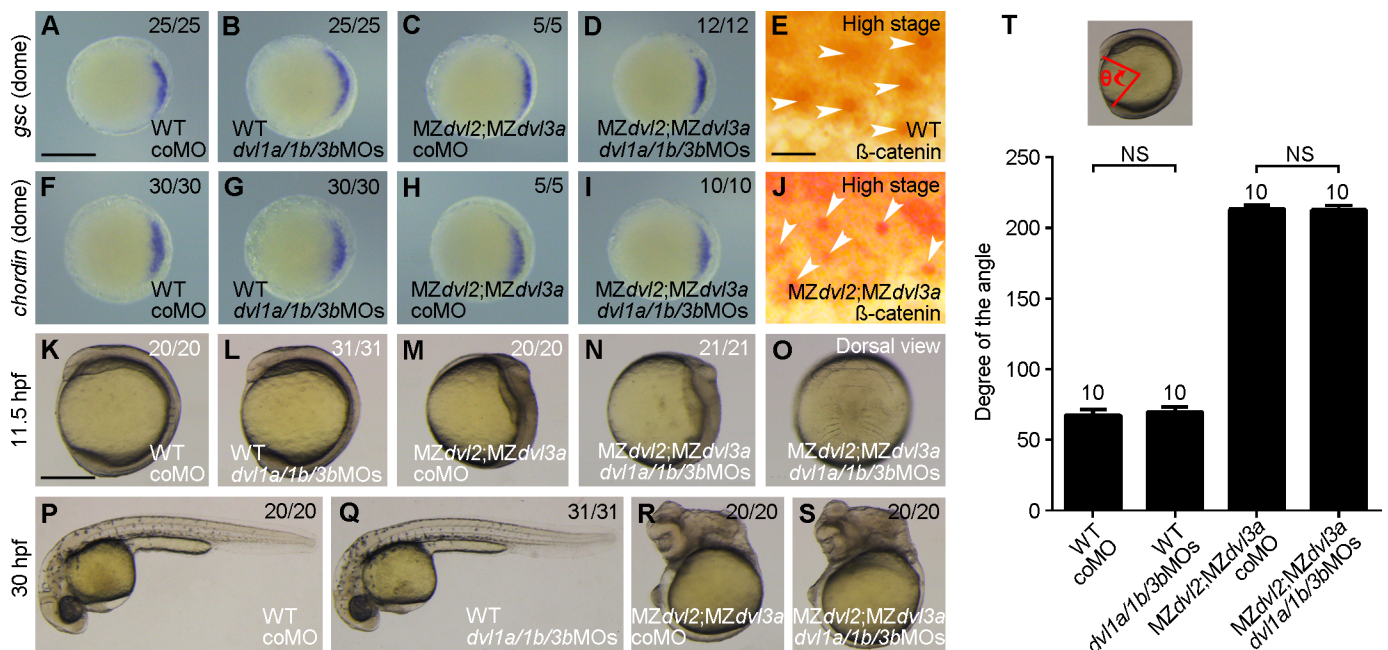 A 25/25
WT
coMO
B 25/25
WT
dvl1a/1b/3bMOs
C 5/5
MZdvl2;MZdvl3a
coMO
D 12/12
MZdvl2;MZdvl3a
dvl1a/1b/3bMOs
E High stage
WT
ß-catenin
gsc (dome)
F 30/30
WT
coMO
G 30/30
WT
dvl1a/1b/3bMOs
H 5/5
MZdvl2;MZdvl3a
coMO
I 10/10
MZdvl2;MZdvl3a
dvl1a/1b/3bMOs
J High stage
MZdvl2;MZdvl3a
ß-catenin
chordin (dome)
K 20/20
WT
coMO
L 31/31
WT
dvl1a/1b/3bMOs
M 20/20
MZdvl2;MZdvl3a
coMO
N 21/21
MZdvl2;MZdvl3a
dvl1a/1b/3bMOs
O Dorsal view
MZdvl2;MZdvl3a
dvl1a/1b/3bMOs
11.5 hpf
P 20/20
WT
coMO
Q 31/31
WT
dvl1a/1b/3bMOs
R 20/20
MZdvl2;MZdvl3a
coMO
S 20/20
MZdvl2;MZdvl3a
dvl1a/1b/3bMOs
30 hpf
T
θ
Degree of the angle
250
200
150
100
50
0
NS
NS
10
10
10
10
WT
coMO
WT
dvl1a/1b/3bMOs
MZdvl2;MZdvl3a
coMO
MZdvl2;MZdvl3a
dvl1a/1b/3bMOs